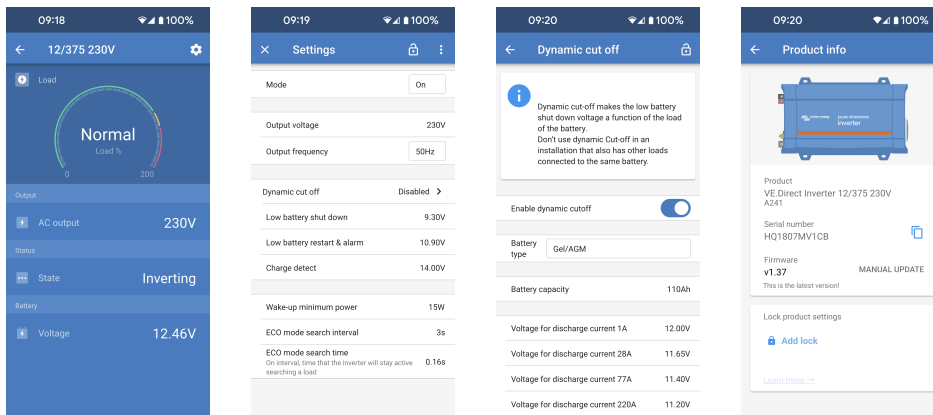 09:18
100%
12/375 230V
Load
Normal
Load %
0
200
Output
AC output
230V
Status
State
Inverting
Battery
Voltage
12.46V
09:19
100%
Settings
Mode
On
Output voltage
230V
Output frequency
50Hz
Dynamic cut off
Disabled
Low battery shut down
9.30V
Low battery restart & alarm
10.90V
Charge detect
14.00V
Wake-up minimum power
15W
ECO mode search interval
3s
ECO mode search time
On interval, time that the inverter will stay active
searching a load
0.16s
09:20
100%
Dynamic cut off
Dynamic cut-off makes the low battery
shut down voltage a function of the load
of the battery.
Don't use dynamic Cut-off in an
installation that also has other loads
connected to the same battery.
Enable dynamic cutoff
Battery
type
Gel/AGM
Battery capacity
110Ah
Voltage for discharge current 1A
12.00V
Voltage for discharge current 28A
11.65V
Voltage for discharge current 77A
11.40V
Voltage for discharge current 220A
11.20V
09:20
100%
Product info
pure sinewave
inverter
Product
VE.Direct Inverter 12/375 230V
A241
Serial number
HQ1807MV1CB
Firmware
v1.37
MANUAL UPDATE
This is the latest version!
Lock product settings
Add lock
Learn more →